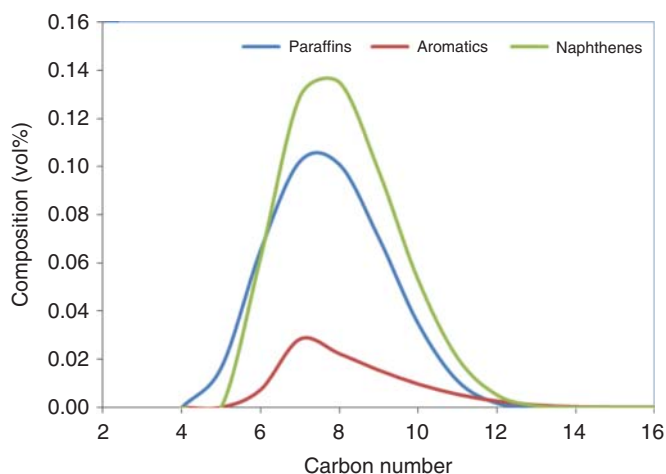 0.16
Paraffins Aromatics Naphthenes
0.14
0.12
0.10
0.08
0.06
0.04
0.02
0.00
Composition (vol%)
2 4 6 8 10 12 14 16
Carbon number